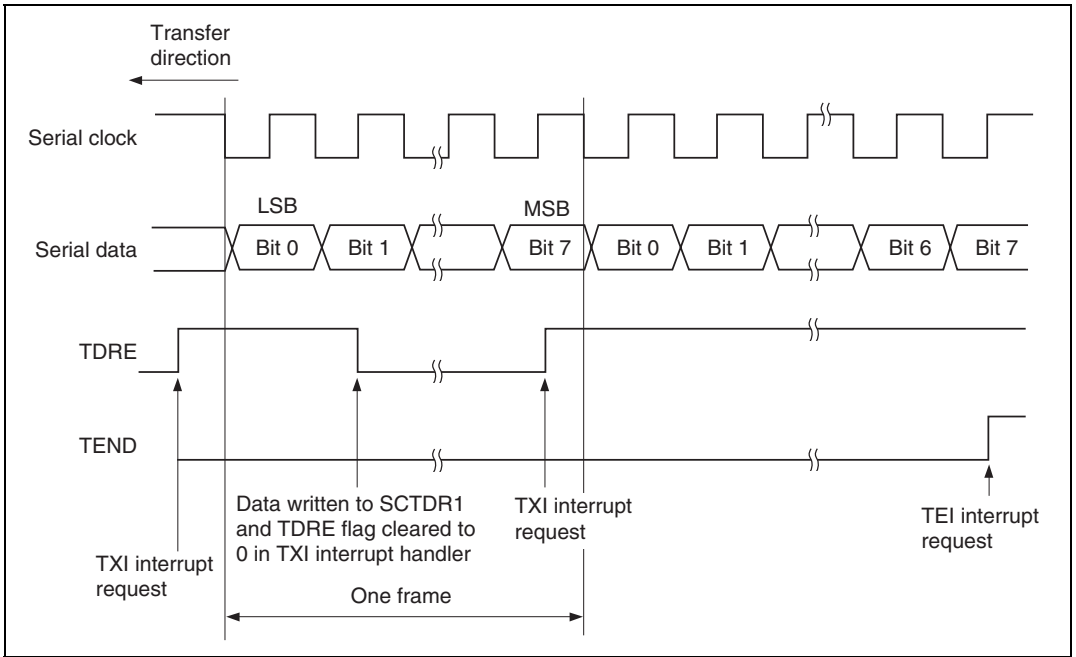 Transfer
direction
Serial clock
LSB
MSB
Serial data
Bit 0
Bit 1
Bit 7
Bit 0
Bit 1
Bit 6
Bit 7
TDRE
TEND
Data written to SCTDR1
and TDRE flag cleared to
0 in TXI interrupt handler
TXI interrupt
request
TEI interrupt
request
TXI interrupt
request
One frame